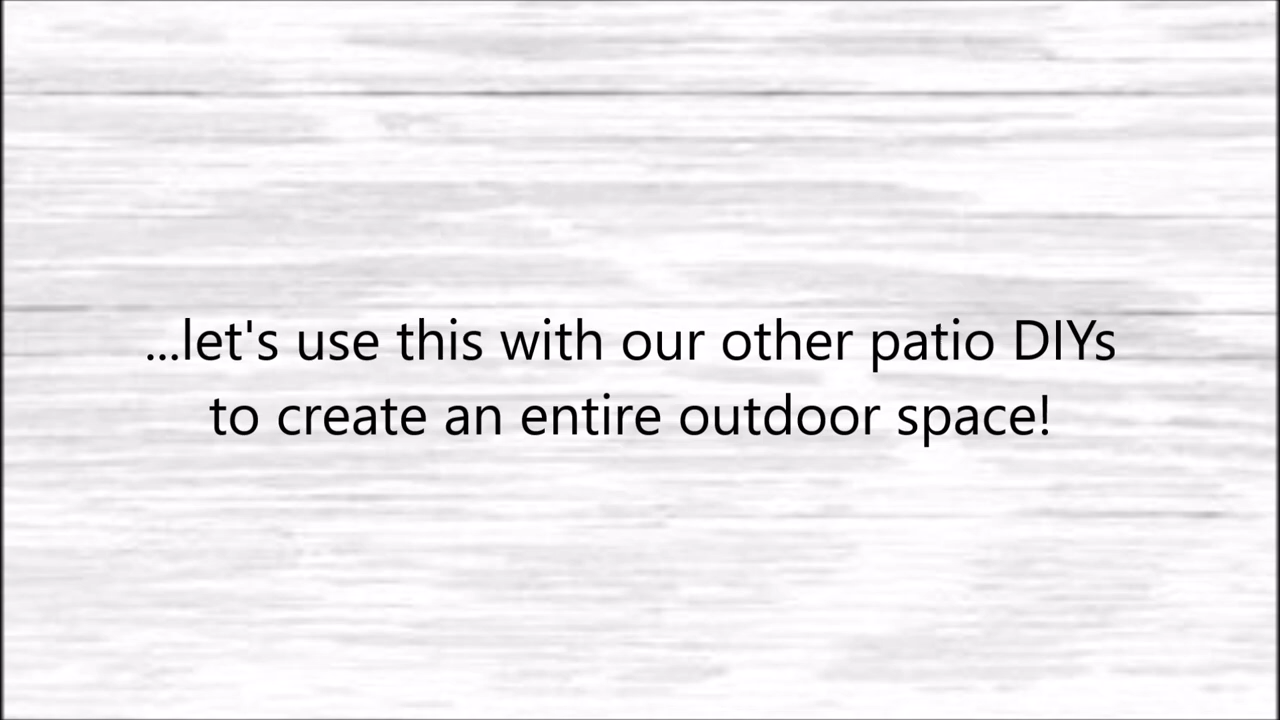 ...let's use this with our other patio DIYs
to create an entire outdoor space!